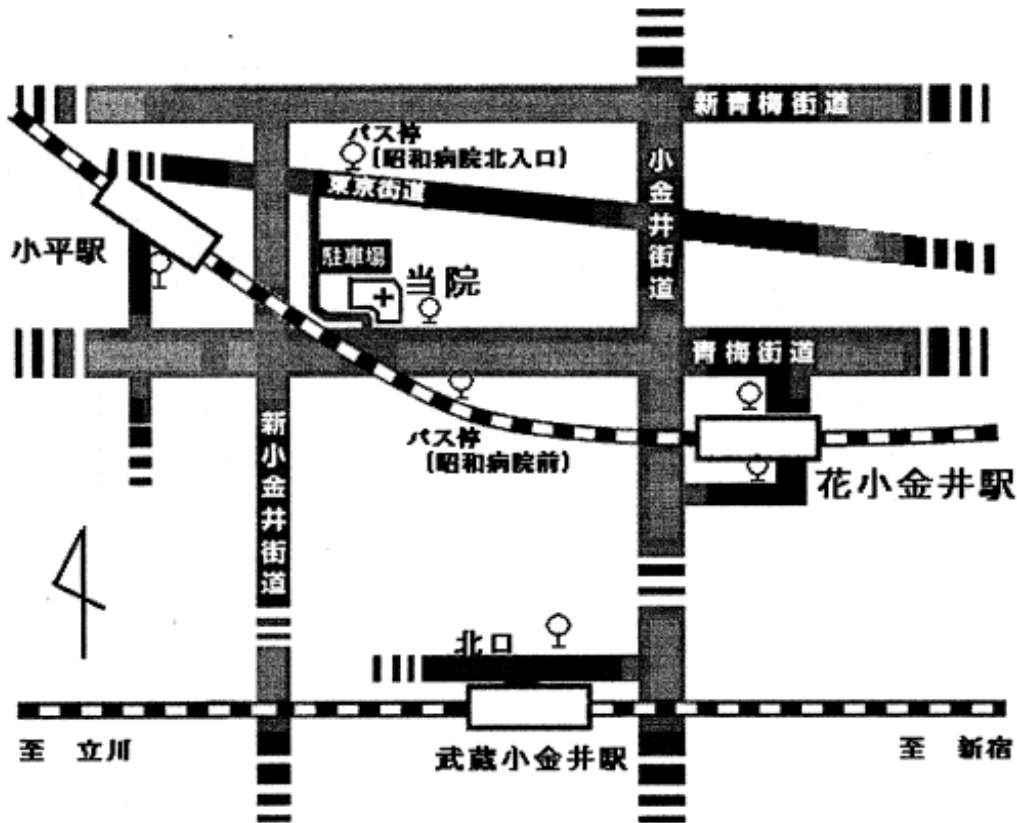 新青梅街道
バス停
(昭和病院北入口)
小金井街道
東京街道
小平駅
駐車場
当院
青梅街道
バス停
(昭和病院前)
新小金井街道
花小金井駅
北口
武蔵小金井駅
至 立川
至 新宿